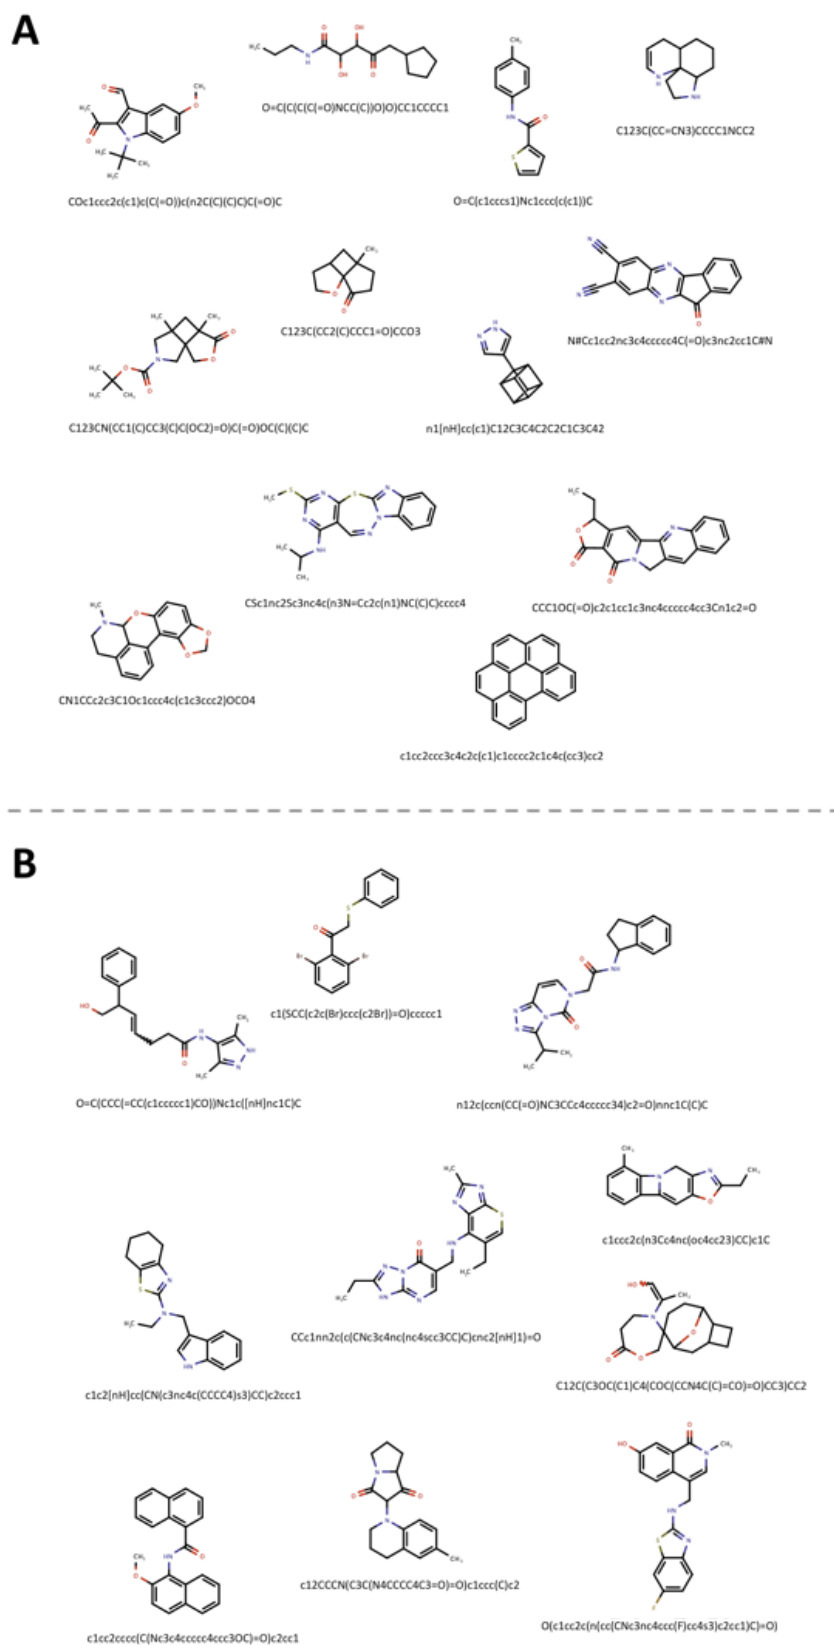 A
O=C(C(C(C(=O)NCC(C))O)O)CC1CCCC1
C123C(CC=CN3)CCCC1NCC2
COc1ccc2c(c1)c(C(=O))c(n2C(C)(C)C)C(=O)C
O=C(c1cccs1)Nc1ccc(c(c1))C
C123C(CC2(C)CCC1=O)CCO3
N#Cc1cc2nc3c4ccccc4C(=O)c3nc2cc1C#N
C123CN(CC1(C)CC3(C)C(OC2)=O)C(=O)OC(C)(C)C
n1[nH]cc(c1)C12C3C4C2C2C1C3C42
CSc1nc2Sc3nc4c(n3N=Cc2c(n1)NC(C)C)cccc4
CCC1OC(=O)c2c1cc1c3nc4ccccc4cc3Cn1c2=O
CN1CCc2c3C1Oc1ccc4c(c1c3ccc2)OCO4
c1cc2ccc3c4c2c(c1)c1cccc2c1c4c(cc3)cc2
B
c1(SCC(c2c(Br)ccc(c2Br))=O)ccccc1
O=C(CCC(=CC(c1ccccc1)CO))Nc1c([nH]nc1C)C
n12c(ccn(CC(=O)NC3CCc4ccccc34)c2=O)nnc1C(C)C
c1ccc2c(n3Cc4nc(oc4cc23)CC)c1C
CCc1nn2c(c(CNc3c4nc(nc4scc3CC)C)cnc2[nH]1)=O
C12C(C3OC(C1)C4(COC(CCN4C(C)=CO)=O)CC3)CC2
c1c2[nH]cc(CN(c3nc4c(CCCC4)s3)CC)c2ccc1
c12CCCN(C3C(N4CCCC4C3=O)=O)c1ccc(C)c2
O(c1cc2c(n(cc(CNc3nc4ccc(F)cc4s3)c2cc1)C)=O)
c1cc2cccc(C(Nc3c4ccccc4ccc3OC)=O)c2cc1